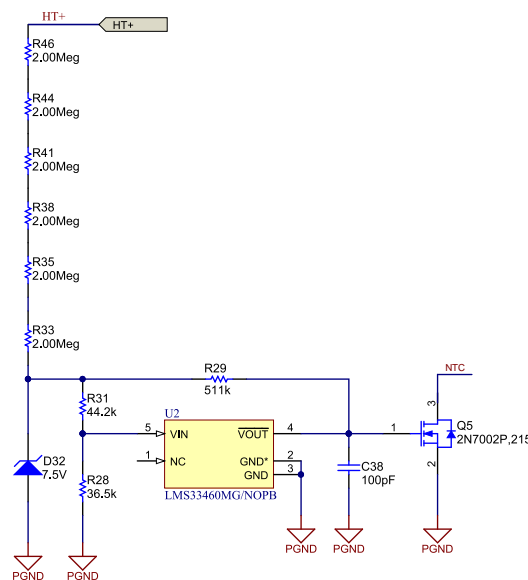 HT+
HT+
R46
2.00Meg
R44
2.00Meg
R41
2.00Meg
R38
2.00Meg
R35
2.00Meg
R33
2.00Meg
R29
511k
NTC
R31
44.2k
U2
3
5
VIN
VOUT
4
1
Q5
2N7002P,215
1
NC
GND*
2
GND
3
2
D32
7.5V
R28
36.5k
C38
100pF
LMS33460MG/NOPB
PGND
PGND
PGND
PGND
PGND